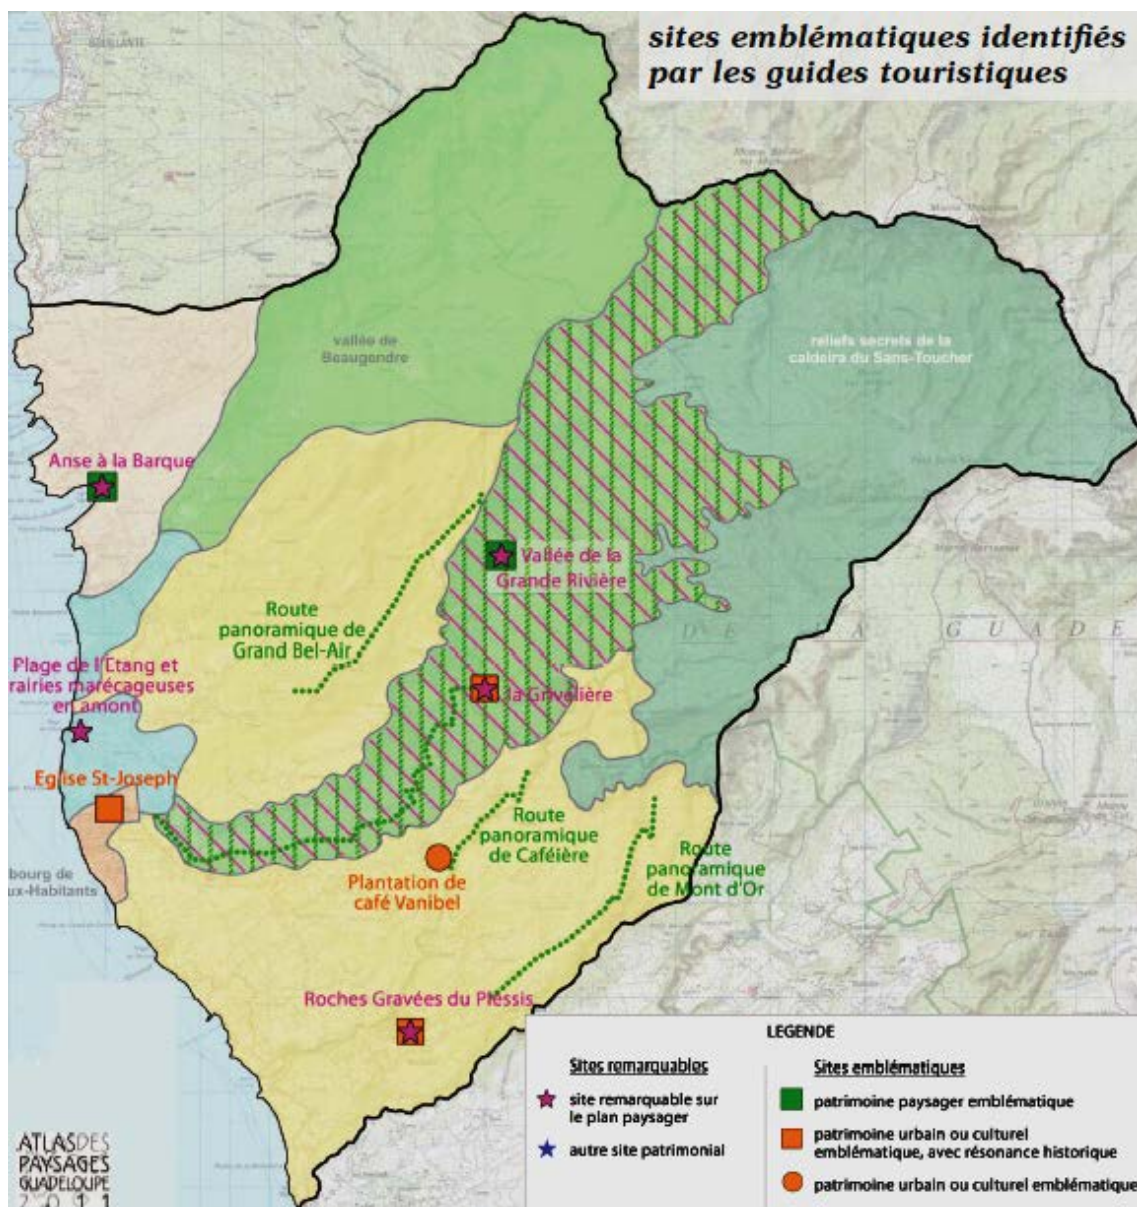 sites emblématiques identifiés
par les guides touristiques
BOUILLANTE
vallée de
Beaugendre
reliefs secrets de la
caldeira du Sans-Toucher
Anse à la Barque
Vallée de la
Grande Rivière
Route
panoramique de
Grand Bel-Air
D E L A G U A D E
Plage de l'Etang et
rairies marécageuses
en amont
la Grivelière
Eglise St-Joseph
Route
panoramique
de Caféière
Route
panoramique
de Mont d'Or
bourg de
ux-Habitants
Plantation de
café Vanibel
Roches Gravées du Plessis
LEGENDE
Sites remarquables
site remarquable sur
le plan paysager
autre site patrimonial
Sites emblématiques
patrimoine paysager emblématique
patrimoine urbain ou culturel
emblématique, avec résonance historique
patrimoine urbain ou culturel emblématique
ATLAS DES
PAYSAGES
GUADELOUPE
2011